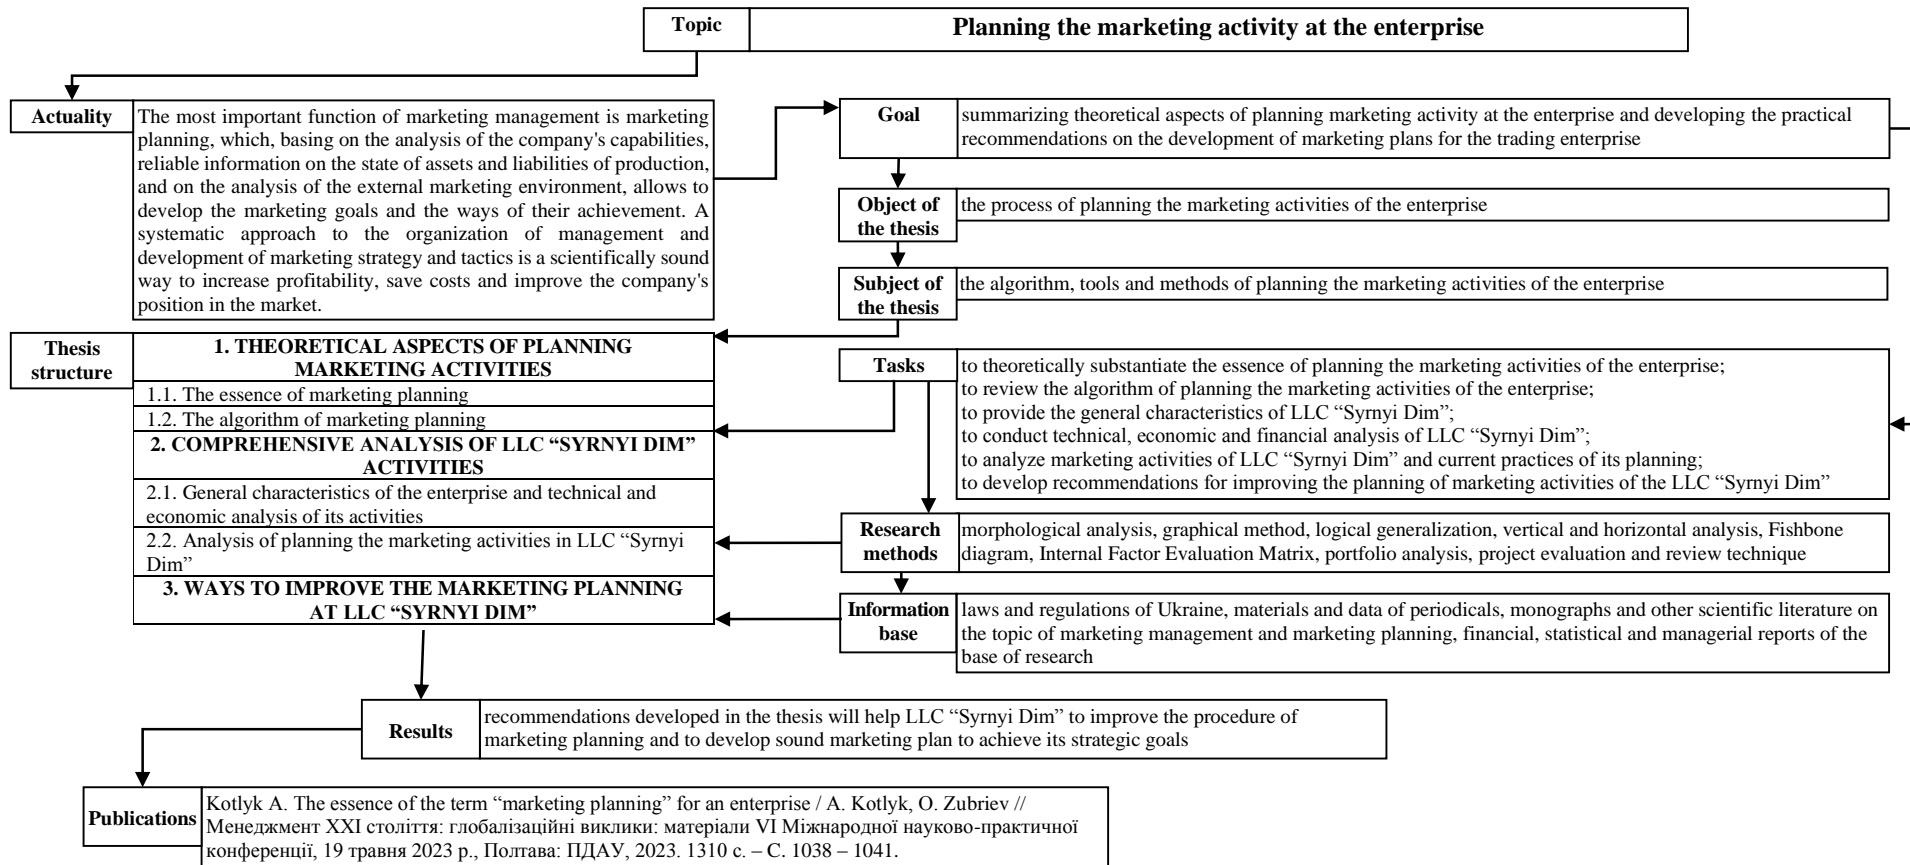 Topic
Planning the marketing activity at the enterprise
Actuality
The most important function of marketing management is marketing
planning, which, basing on the analysis of the company's capabilities,
reliable information on the state of assets and liabilities of production,
and on the analysis of the external marketing environment, allows to
develop the marketing goals and the ways of their achievement. A
systematic approach to the organization of management and
development of marketing strategy and tactics is a scientifically sound
way to increase profitability, save costs and improve the company's
position in the market.
Goal
summarizing theoretical aspects of planning marketing activity at the enterprise and developing the practical
recommendations on the development of marketing plans for the trading enterprise
Object of
the thesis
the process of planning the marketing activities of the enterprise
Subject of
the thesis
the algorithm, tools and methods of planning the marketing activities of the enterprise
Thesis
structure
1. THEORETICAL ASPECTS OF PLANNING
MARKETING ACTIVITIES
1.1. The essence of marketing planning
1.2. The algorithm of marketing planning
2. COMPREHENSIVE ANALYSIS OF LLC “SYRNYI DIM”
ACTIVITIES
2.1. General characteristics of the enterprise and technical and
economic analysis of its activities
2.2. Analysis of planning the marketing activities in LLC “Syrnyi
Dim”
3. WAYS TO IMPROVE THE MARKETING PLANNING
AT LLC “SYRNYI DIM”
Tasks
to theoretically substantiate the essence of planning the marketing activities of the enterprise;
to review the algorithm of planning the marketing activities of the enterprise;
to provide the general characteristics of LLC “Syrnyi Dim”;
to conduct technical, economic and financial analysis of LLC “Syrnyi Dim”;
to analyze marketing activities of LLC “Syrnyi Dim” and current practices of its planning;
to develop recommendations for improving the planning of marketing activities of the LLC “Syrnyi Dim”
Research
methods
morphological analysis, graphical method, logical generalization, vertical and horizontal analysis, Fishbone
diagram, Internal Factor Evaluation Matrix, portfolio analysis, project evaluation and review technique
Information
base
laws and regulations of Ukraine, materials and data of periodicals, monographs and other scientific literature on
the topic of marketing management and marketing planning, financial, statistical and managerial reports of the
base of research
Results
recommendations developed in the thesis will help LLC “Syrnyi Dim” to improve the procedure of
marketing planning and to develop sound marketing plan to achieve its strategic goals
Publications
Kotlyk A. The essence of the term “marketing planning” for an enterprise / A. Kotlyk, O. Zubriev //
Менеджмент ХХІ століття: глобалізаційні виклики: матеріали VI Міжнародної науково-практичної
конференції, 19 травня 2023 р., Полтава: ПДАУ, 2023. 1310 с. – С. 1038 – 1041.